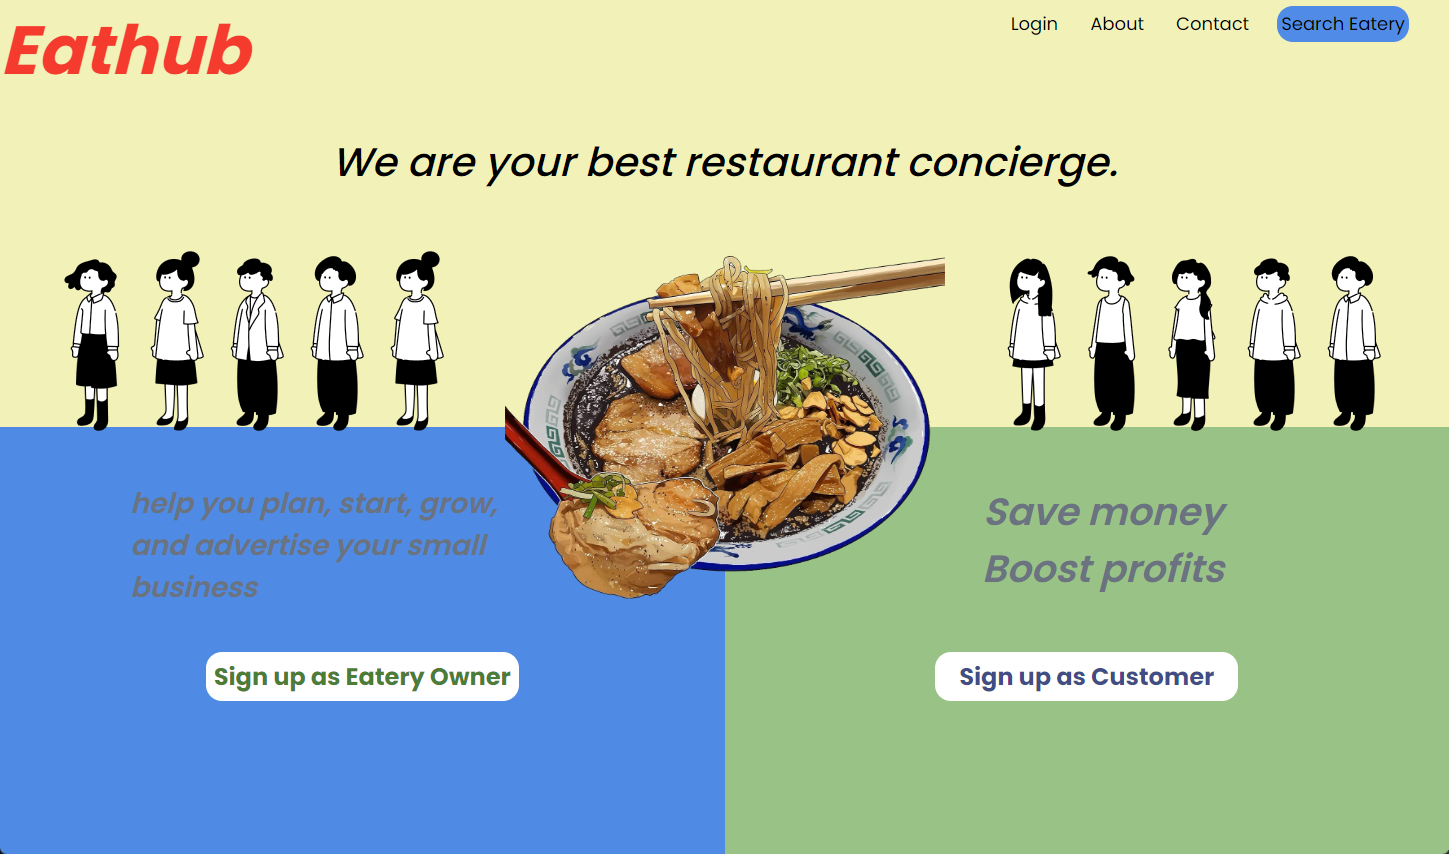 Eathub
Login About Contact Search Eatery
We are your best restaurant concierge.
help you plan, start, grow,
and advertise your small
business
Sign up as Eatery Owner
Save money
Boost profits
Sign up as Customer